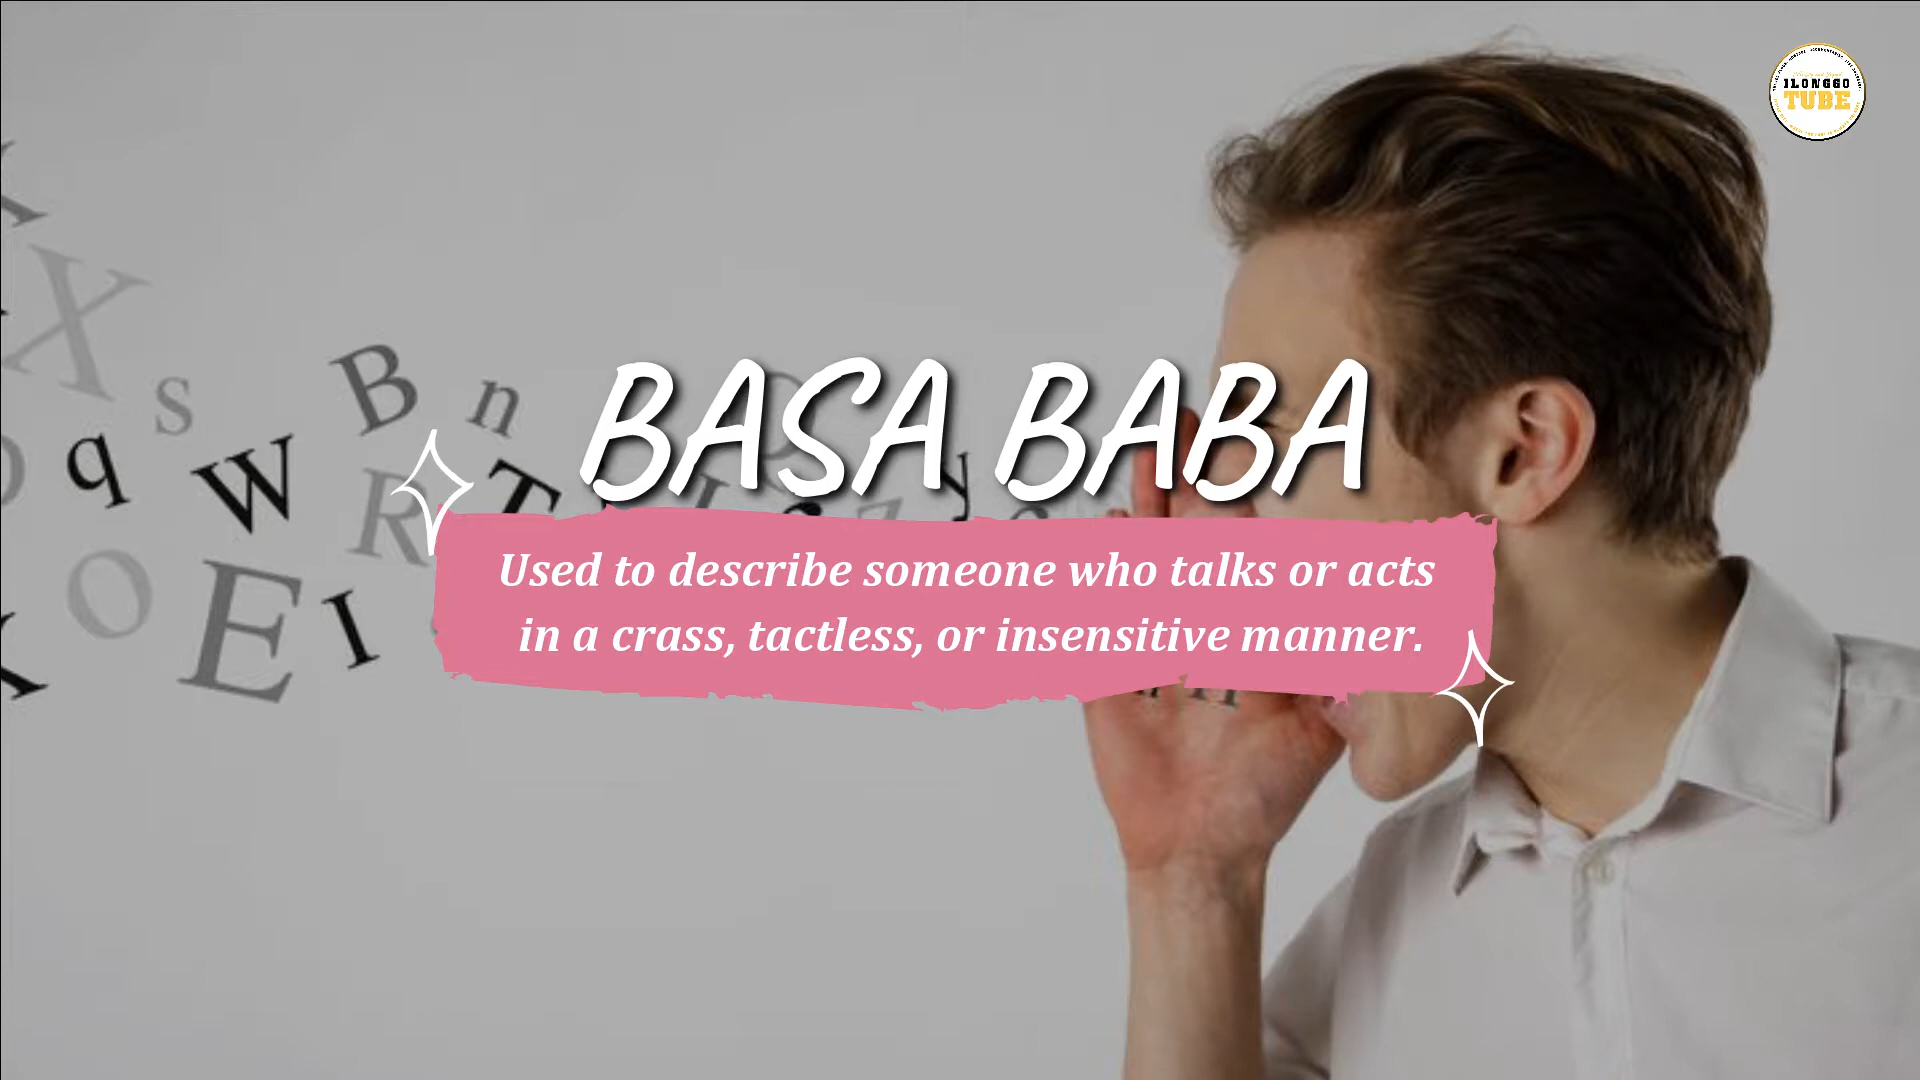 ILONGGO
TUBE
X
s
B
n
q
W
R
T
y
O
E
I
BASA BABA
Used to describe someone who talks or acts
in a crass, tactless, or insensitive manner.